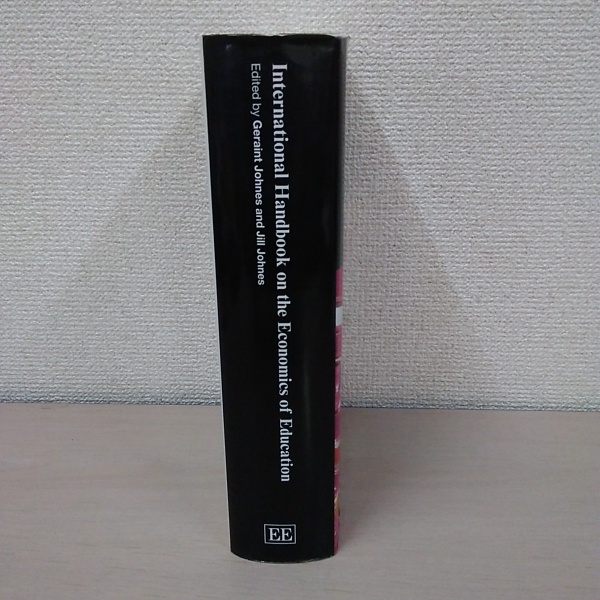 International Handbook on the Economics of Education
Edited by Geraint Johnes and Jill Johnes
EE